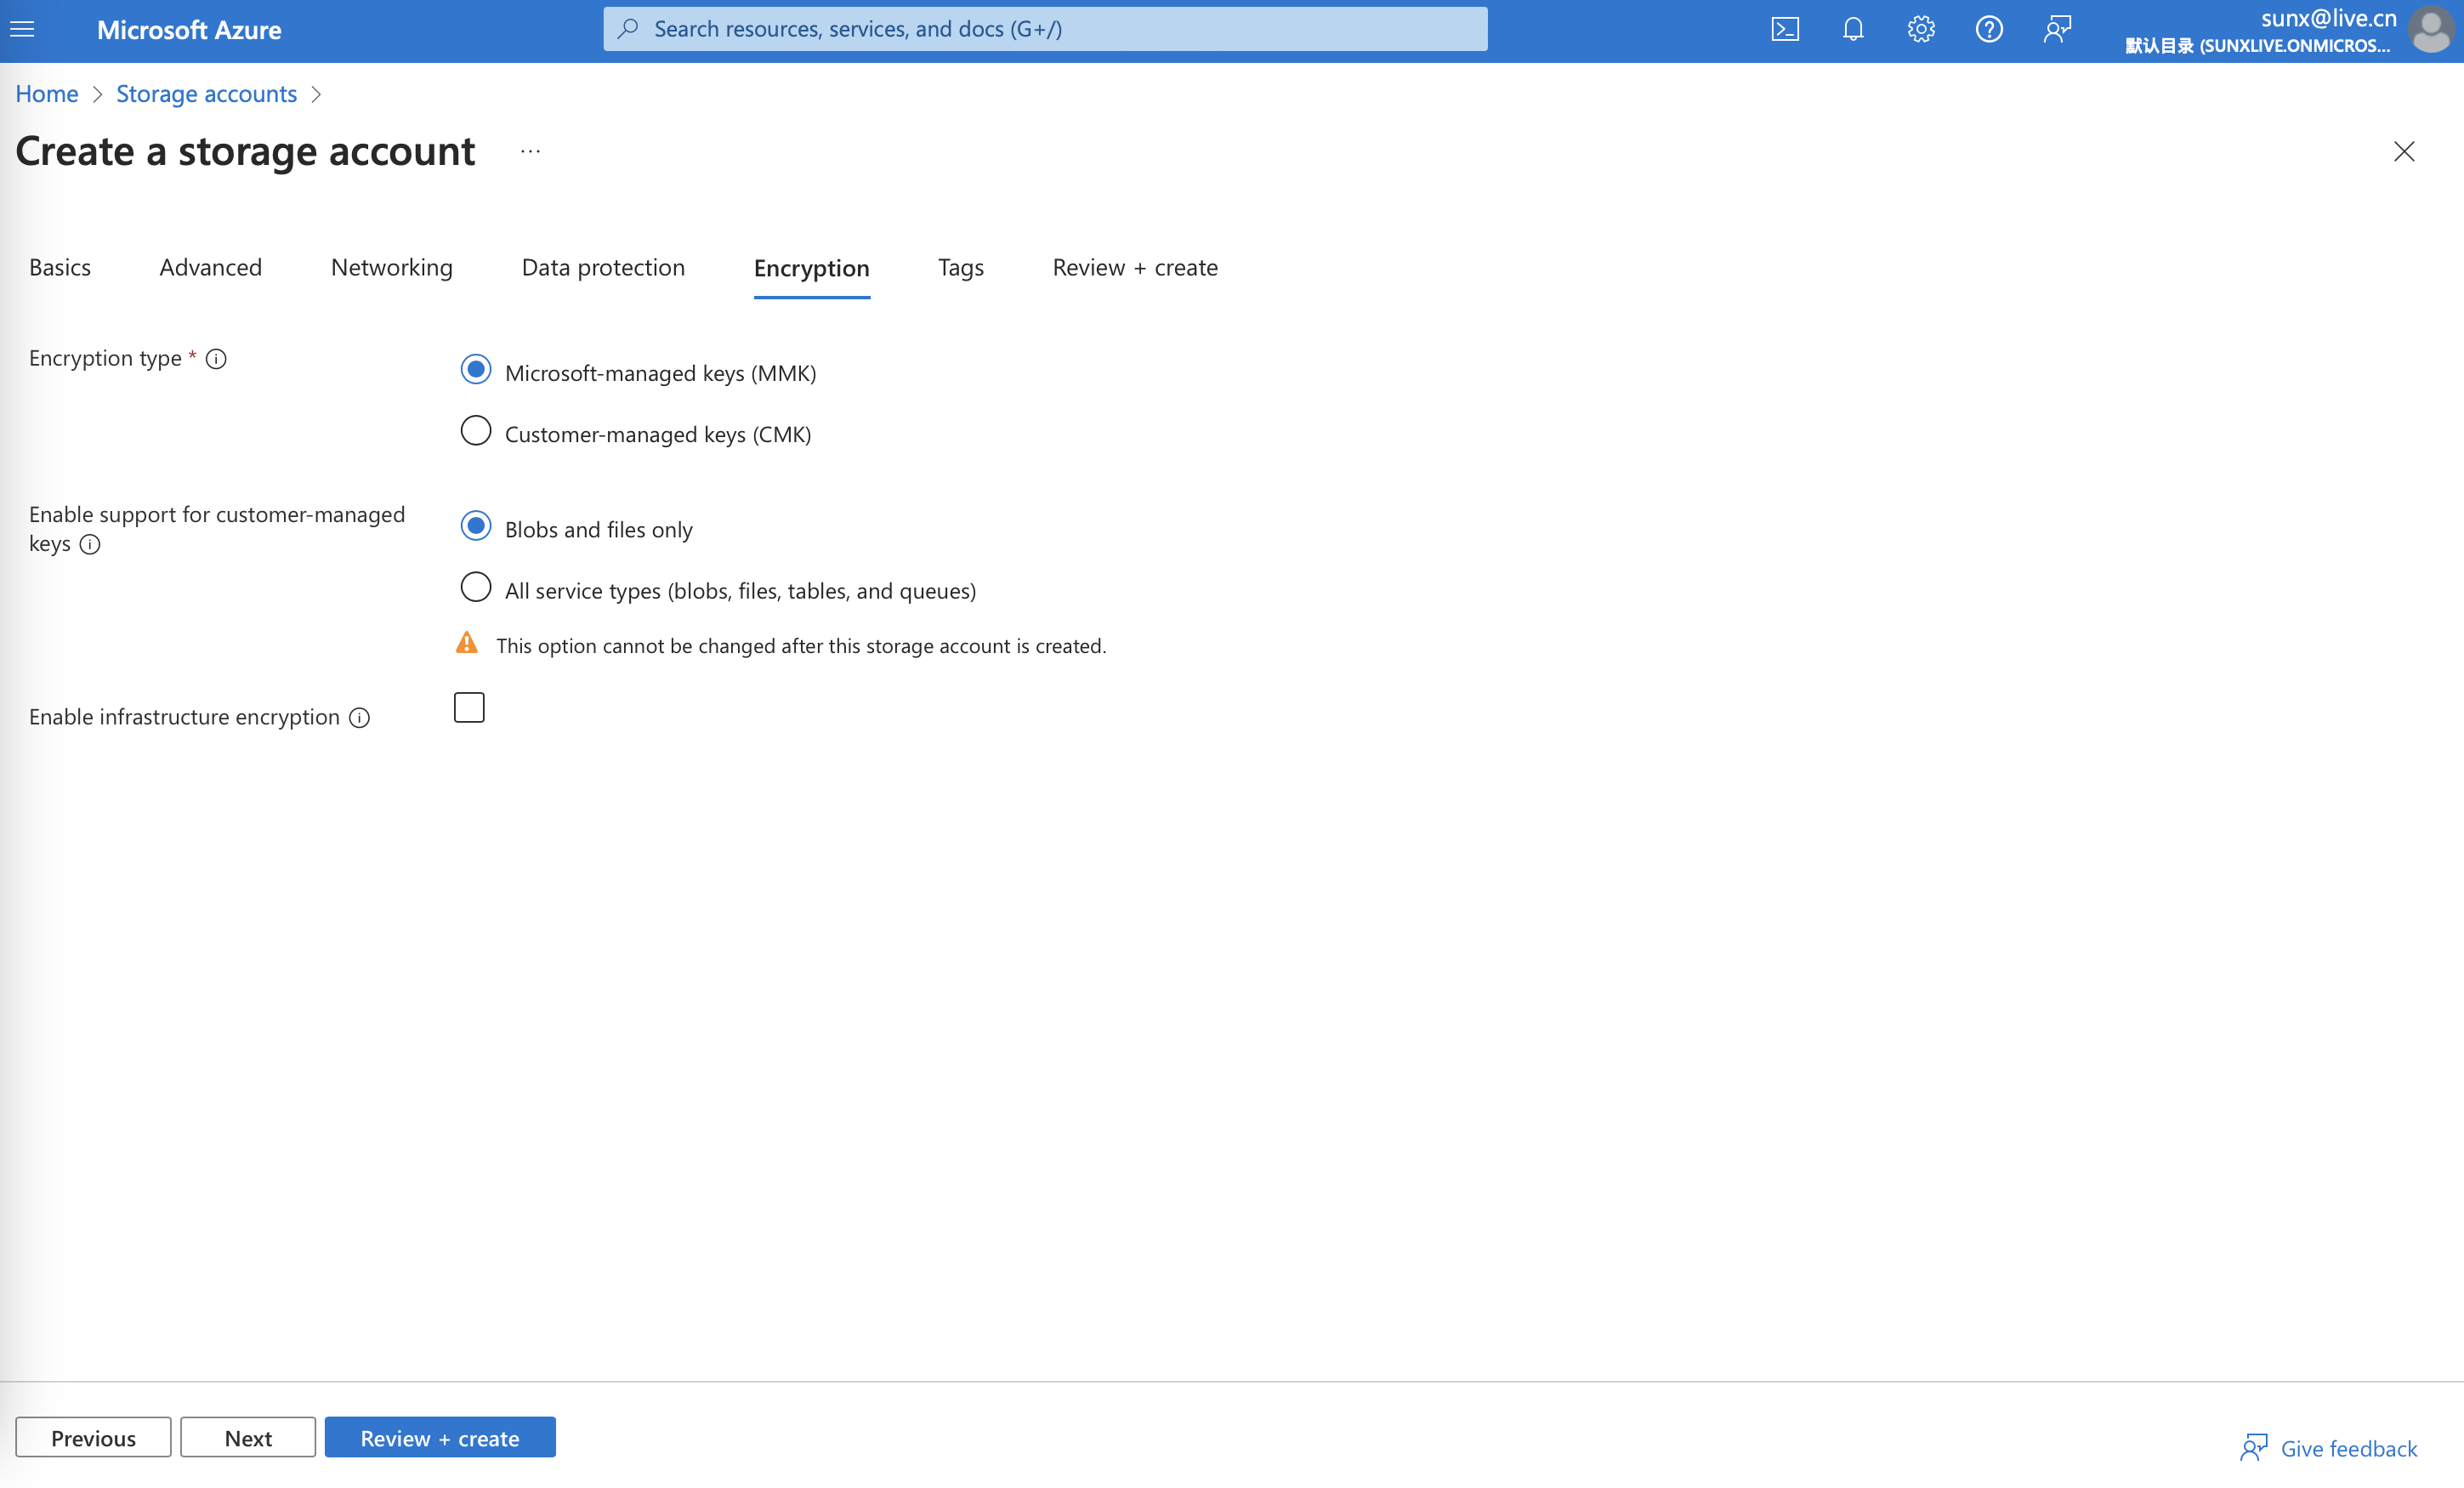 Microsoft Azure
Search resources, services, and docs (G+/)
sunx@live.cn
默认目录 (SUNXLIVE.ONMICROS...
Home > Storage accounts >
Create a storage account ...
Basics Advanced Networking Data protection Encryption Tags Review + create
Encryption type *
Microsoft-managed keys (MMK)
Customer-managed keys (CMK)
Enable support for customer-managed
keys
Blobs and files only
All service types (blobs, files, tables, and queues)
This option cannot be changed after this storage account is created.
Enable infrastructure encryption
Previous Next Review + create
Give feedback